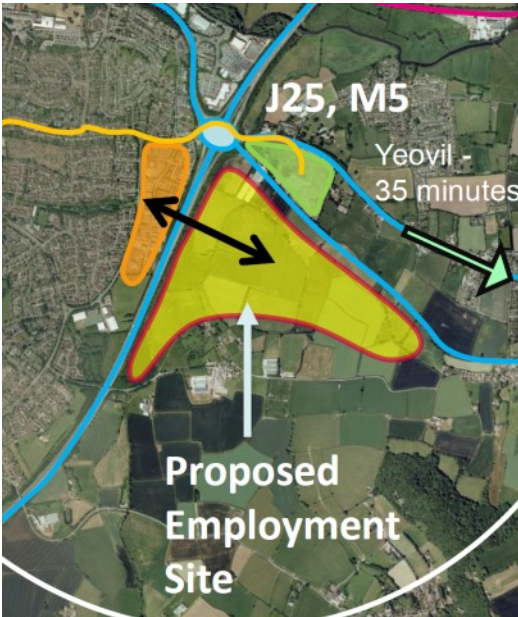 J25, M5
Yeovil -
35 minutes
Proposed
Employment
Site